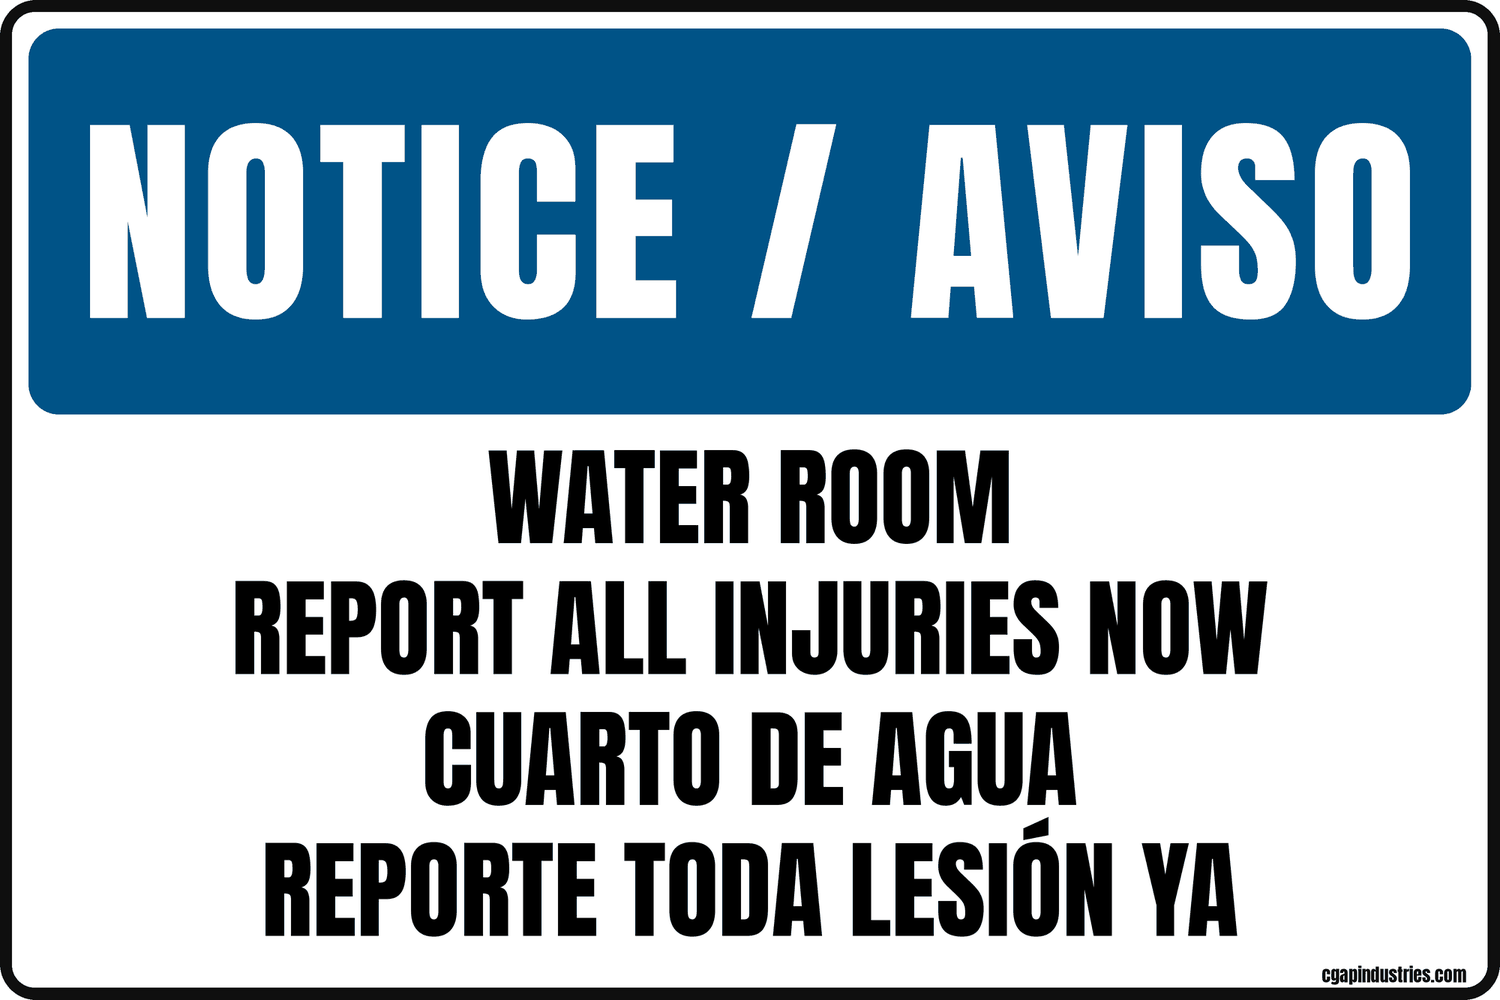 NOTICE / AVISO
WATER ROOM
REPORT ALL INJURIES NOW
CUARTO DE AGUA
REPORTE TODA LESIÓN YA
cgapindustries.com